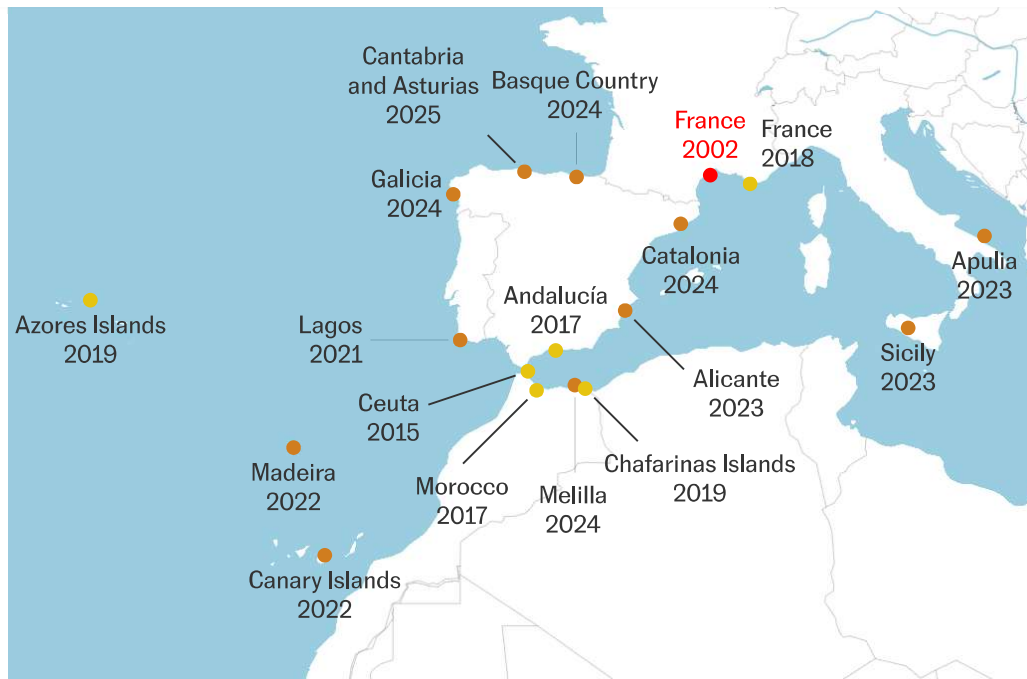 Cantabria
and Asturias
2025
Basque Country
2024
France
2002
France
2018
Galicia
2024
Catalonia
2024
Apulia
2023
Azores Islands
2019
Lagos
2021
Andalucía
2017
Sicily
2023
Alicante
2023
Ceuta
2015
Madeira
2022
Morocco
2017
Melilla
2024
Chafarinas Islands
2019
Canary Islands
2022